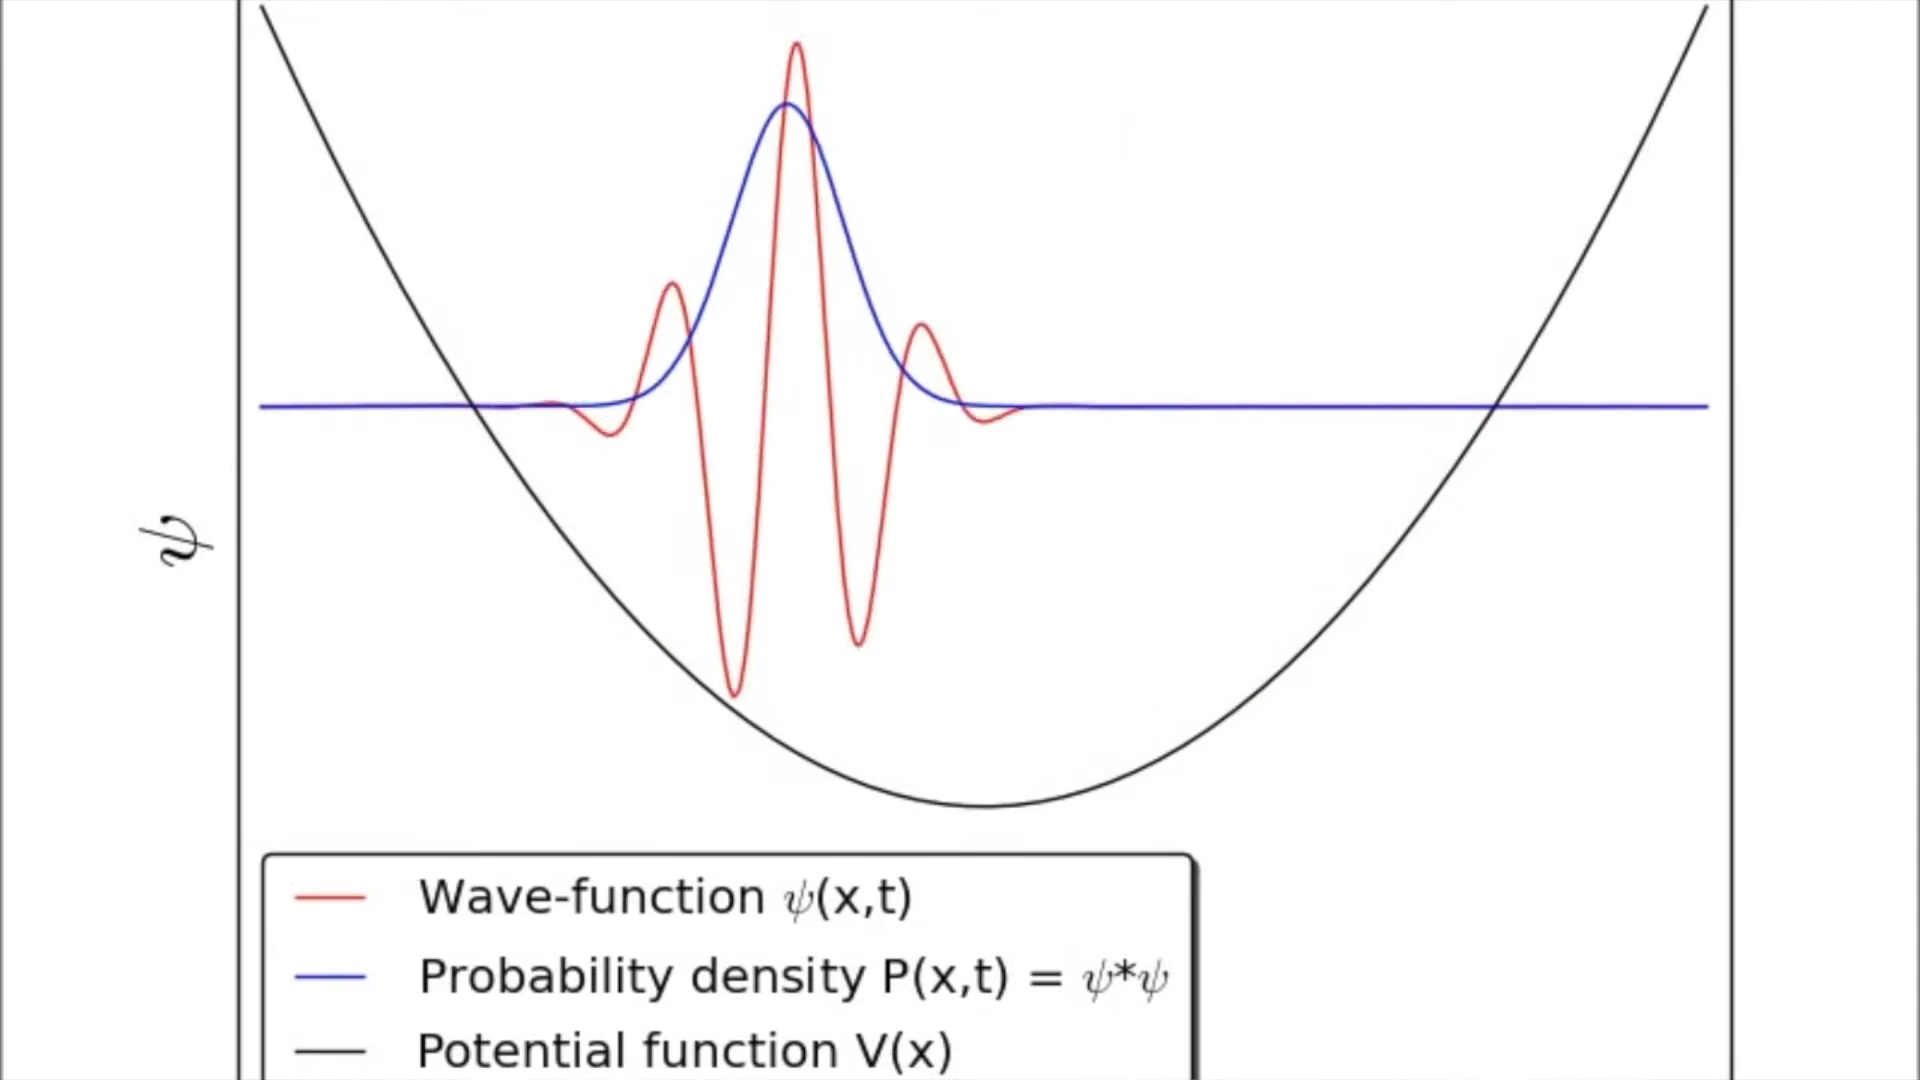 ψ
Wave-function ψ(x,t)
Probability density P(x,t) = ψ*ψ
Potential function V(x)